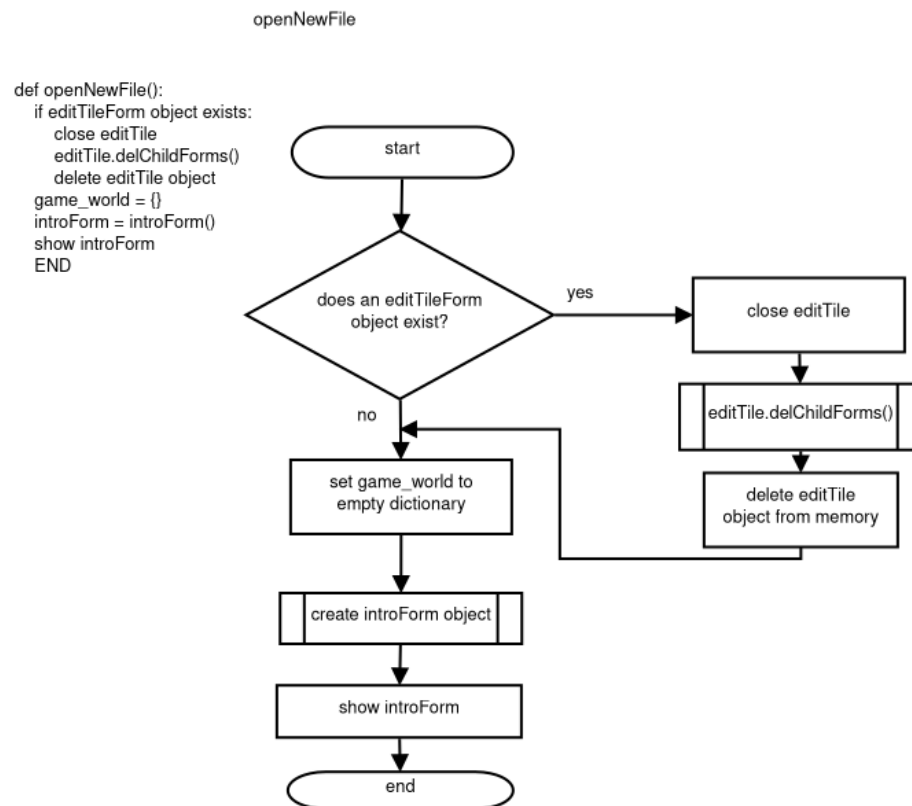 openNewFile
def openNewFile():
if editTileForm object exists:
close editTile
editTile.delChildForms()
delete editTile object
game_world = {}
introForm = introForm()
show introForm
END
start
does an editTileForm
object exist?
yes
close editTile
editTile.delChildForms()
delete editTile
object from memory
no
set game_world to
empty dictionary
create introForm object
show introForm
end